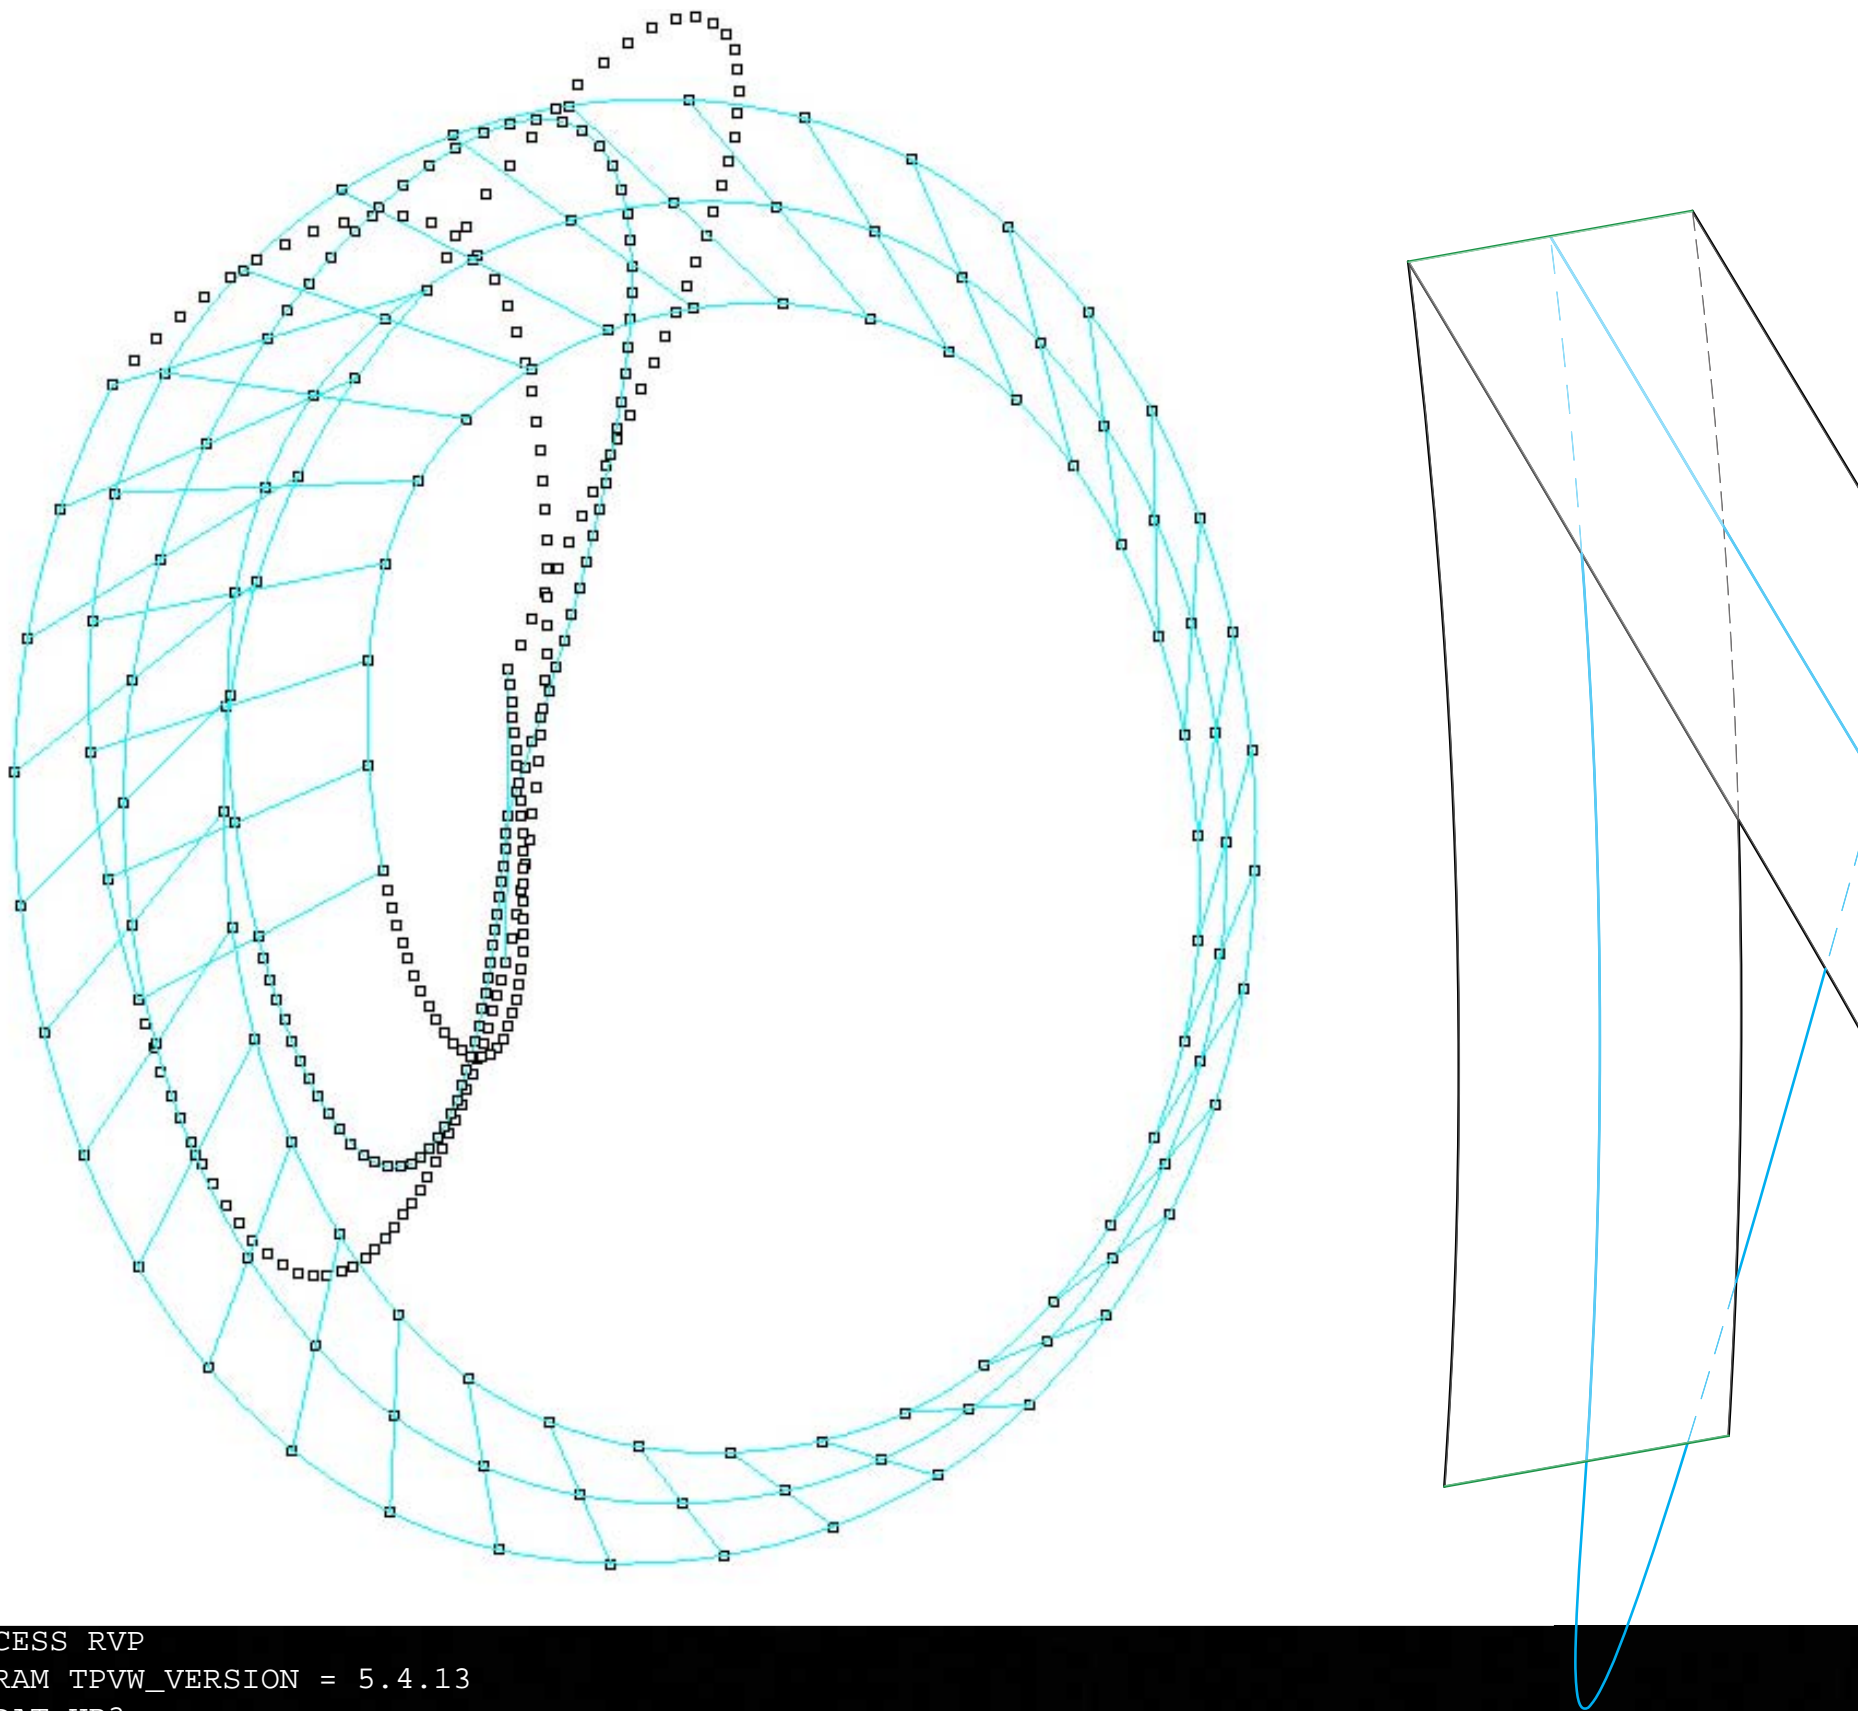 CESS RVP
RAM TPVW_VERSION = 5.4.13